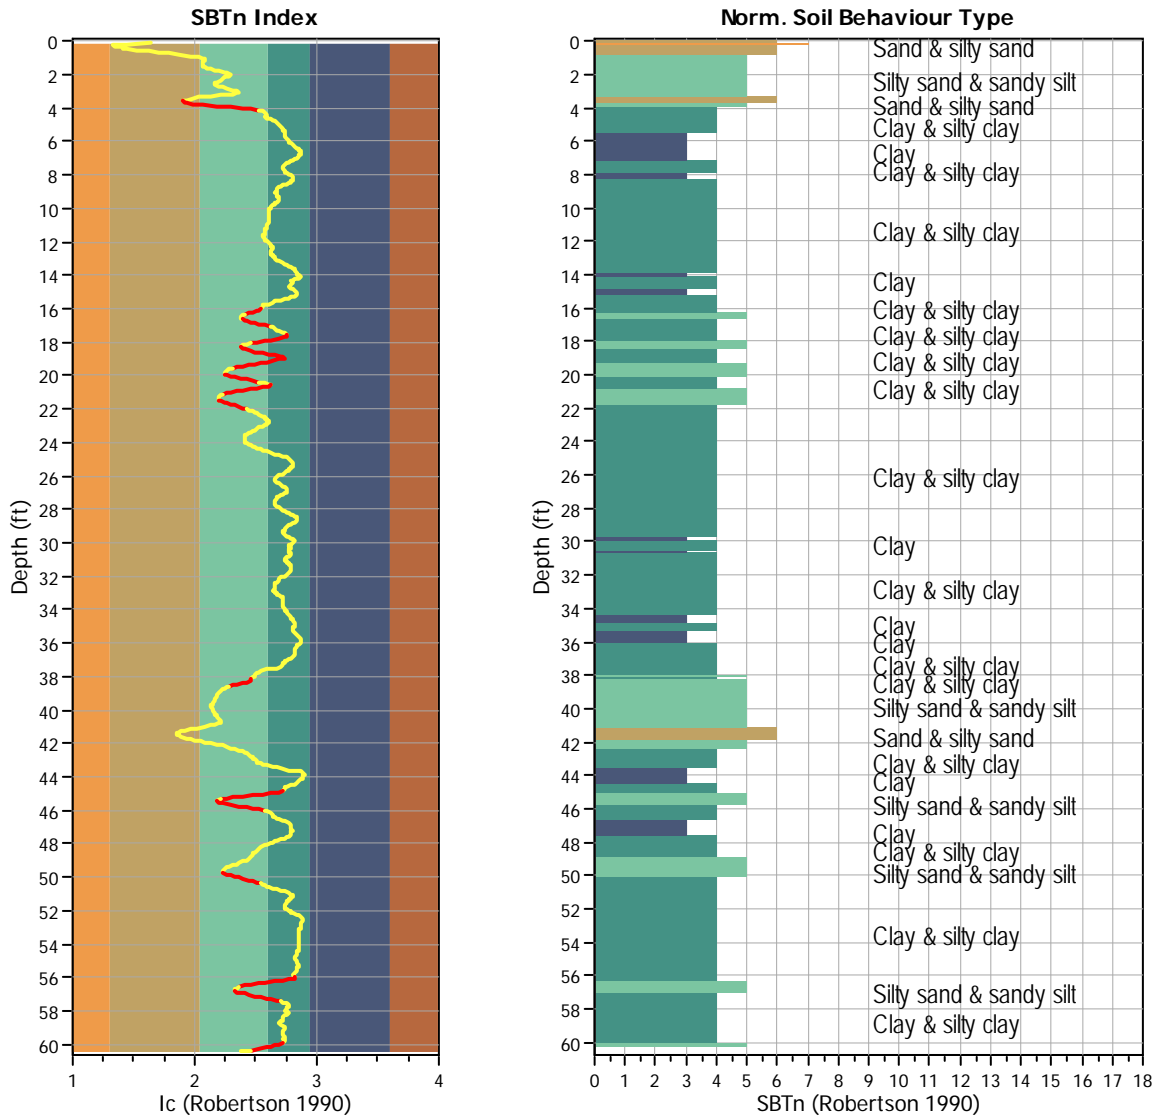 SBTn Index
0
2
4
6
8
10
12
14
16
18
20
22
24
26
28
30
32
34
36
38
40
42
44
46
48
50
52
54
56
58
60
Depth (ft)
1 2 3 4
Ic (Robertson 1990)
Norm. Soil Behaviour Type
0
2
4
6
8
10
12
14
16
18
20
22
24
26
28
30
32
34
36
38
40
42
44
46
48
50
52
54
56
58
60
Depth (ft)
Sand & silty sand
Silty sand & sandy silt
Sand & silty sand
Clay & silty clay
Clay
Clay & silty clay
Clay & silty clay
Clay
Clay & silty clay
Clay & silty clay
Clay & silty clay
Clay & silty clay
Clay & silty clay
Clay
Clay & silty clay
Clay
Clay
Clay & silty clay
Clay & silty clay
Silty sand & sandy silt
Sand & silty sand
Clay & silty clay
Clay
Silty sand & sandy silt
Clay
Clay & silty clay
Silty sand & sandy silt
Clay & silty clay
Silty sand & sandy silt
Clay & silty clay
0 1 2 3 4 5 6 7 8 9 10 11 12 13 14 15 16 17 18
SBTn (Robertson 1990)